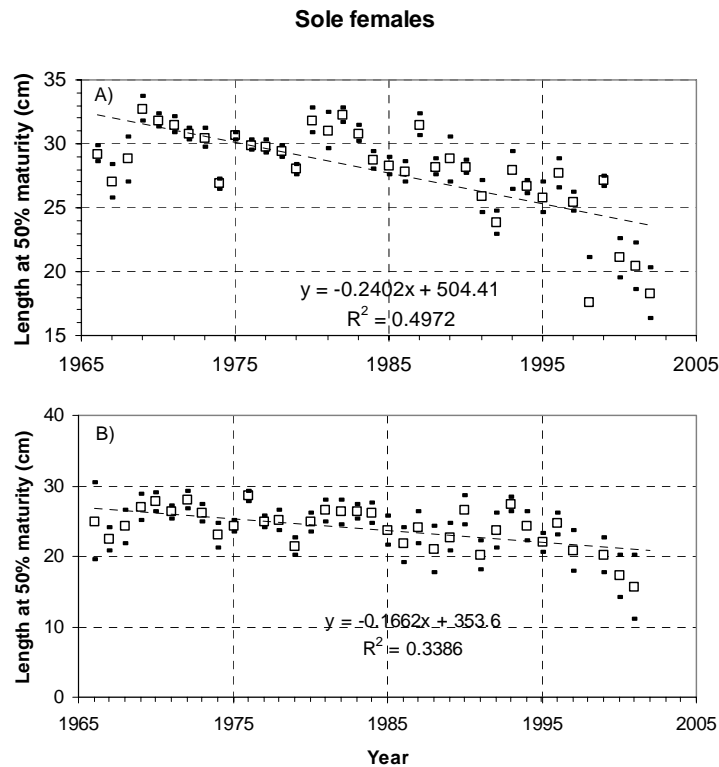 Sole females
A)
Length at 50% maturity (cm)
35
30
25
20
15
y = -0.2402x + 504.41
R² = 0.4972
1965 1975 1985 1995 2005
B)
Length at 50% maturity (cm)
40
30
20
10
0
y = -0.1662x + 353.6
R² = 0.3386
1965 1975 1985 1995 2005
Year